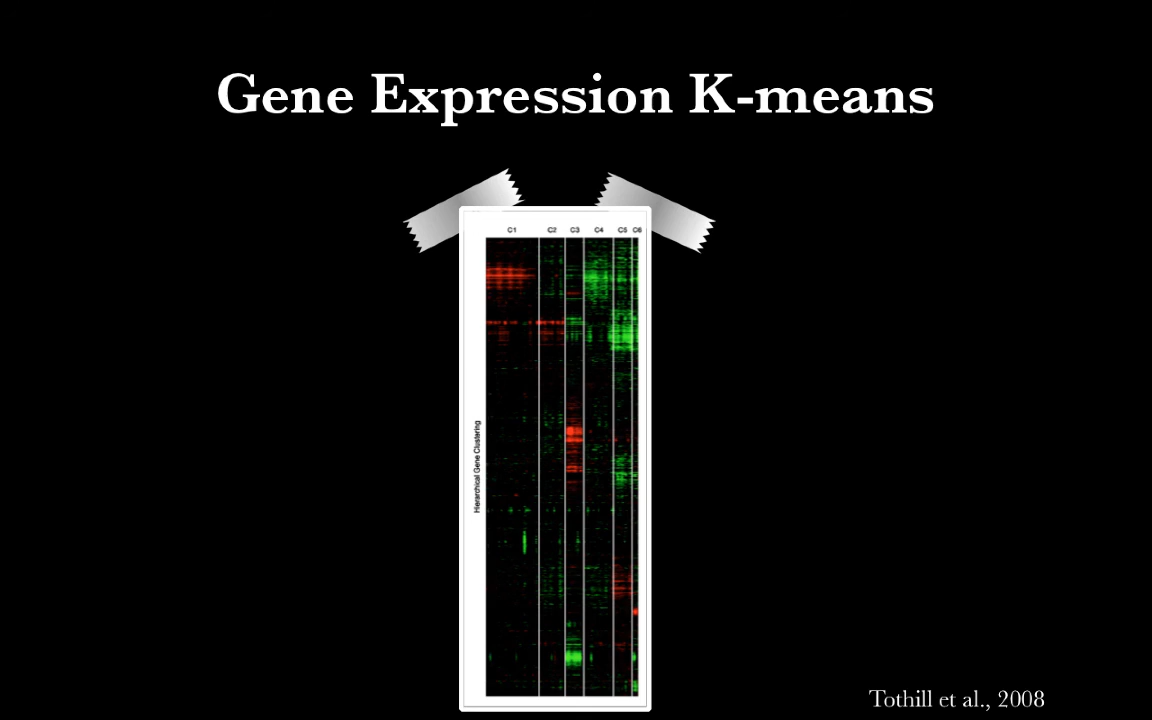 Gene Expression K-means
C1 C2 C3 C4 C5 C6
Hierarchical Gene Clustering
Tothill et al., 2008